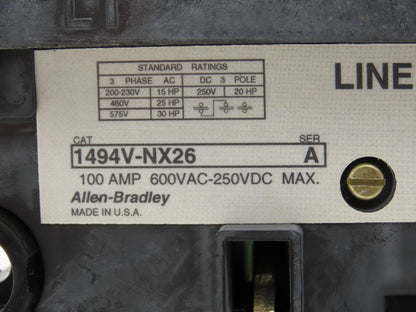 STANDARD RATINGS
3 PHASE AC DC 3 POLE
200-230V 15 HP 250V 20 HP
460V 25 HP
575V 30 HP
LINE
CAT SER
1494V-NX26 A
100 AMP 600VAC-250VDC MAX.
Allen-Bradley
MADE IN U.S.A.